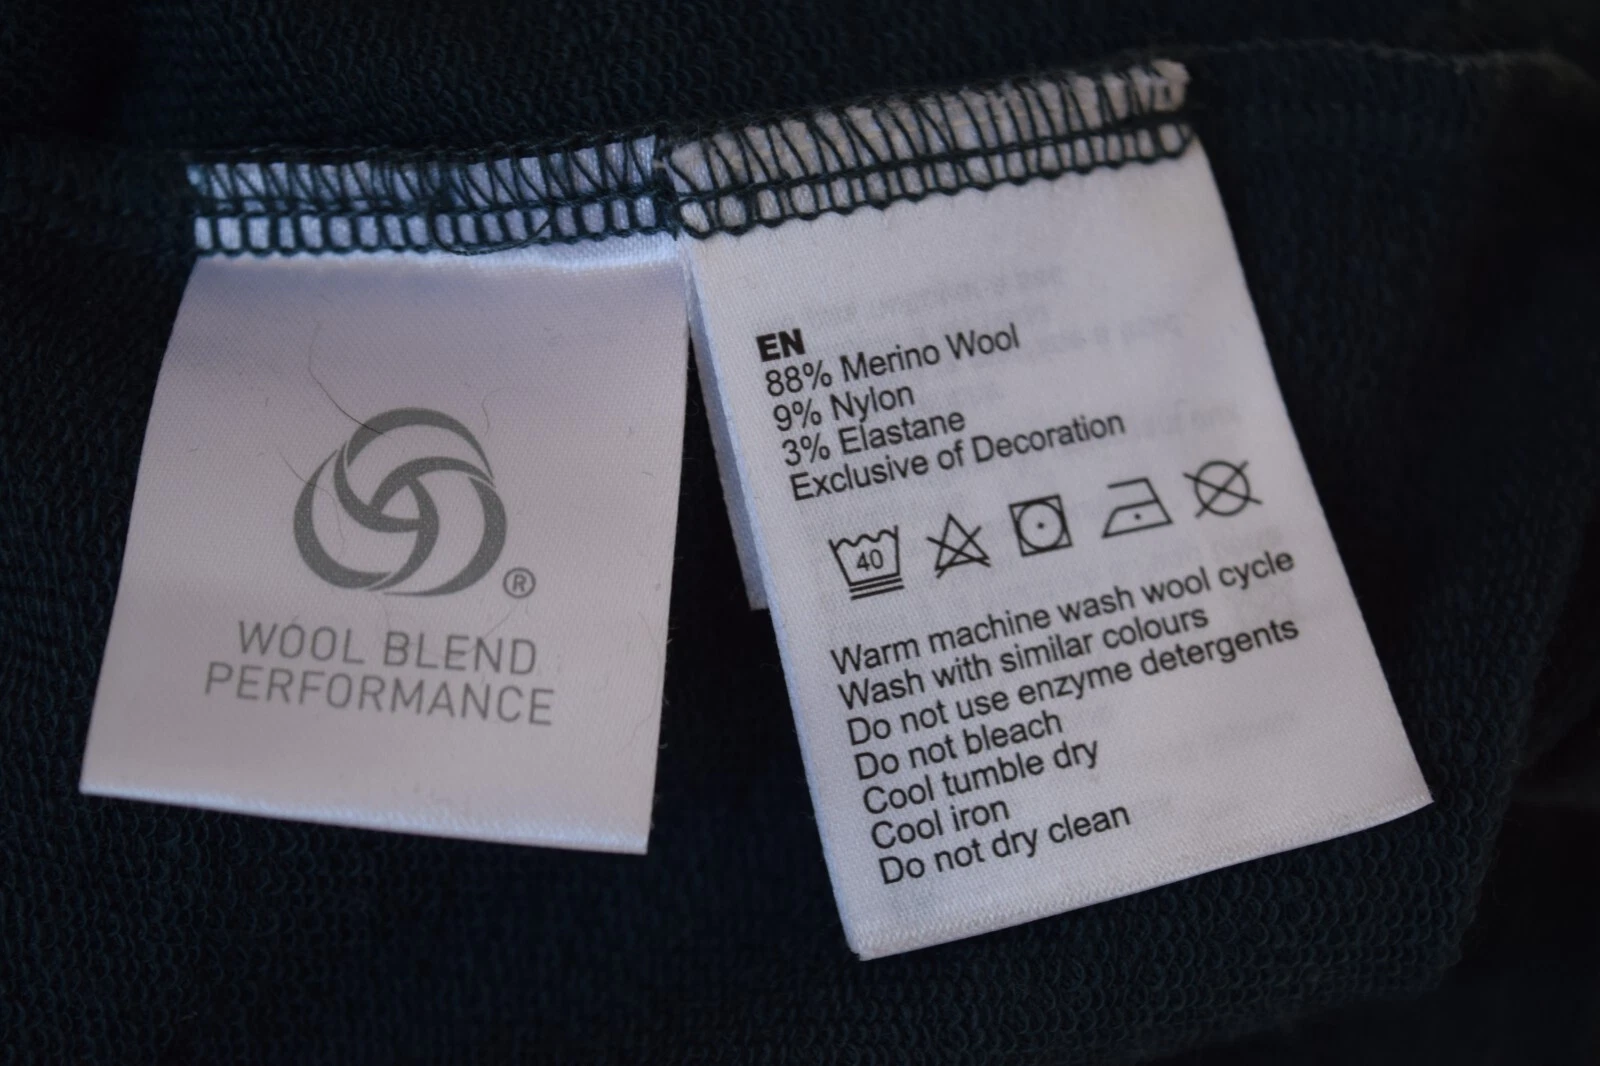 WOOL BLEND
PERFORMANCE
®
EN
88% Merino Wool
9% Nylon
3% Elastane
Exclusive of Decoration
40
Warm machine wash wool cycle
Wash with similar colours
Do not use enzyme detergents
Do not bleach
Cool tumble dry
Cool iron
Do not dry clean